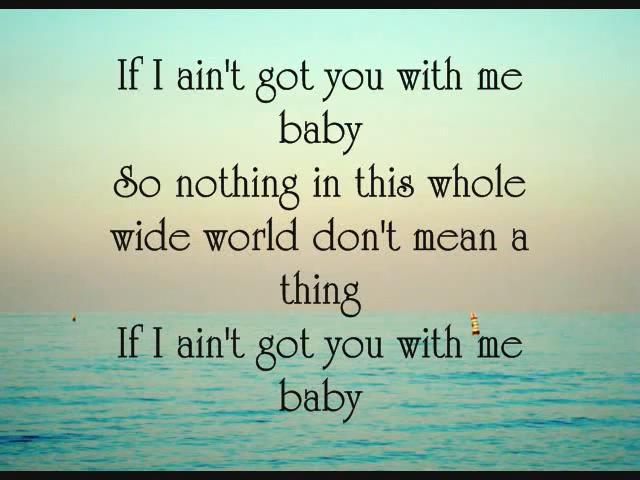 If I ain't got you with me
baby
So nothing in this whole
wide world don't mean a
thing
If I ain't got you with me
baby